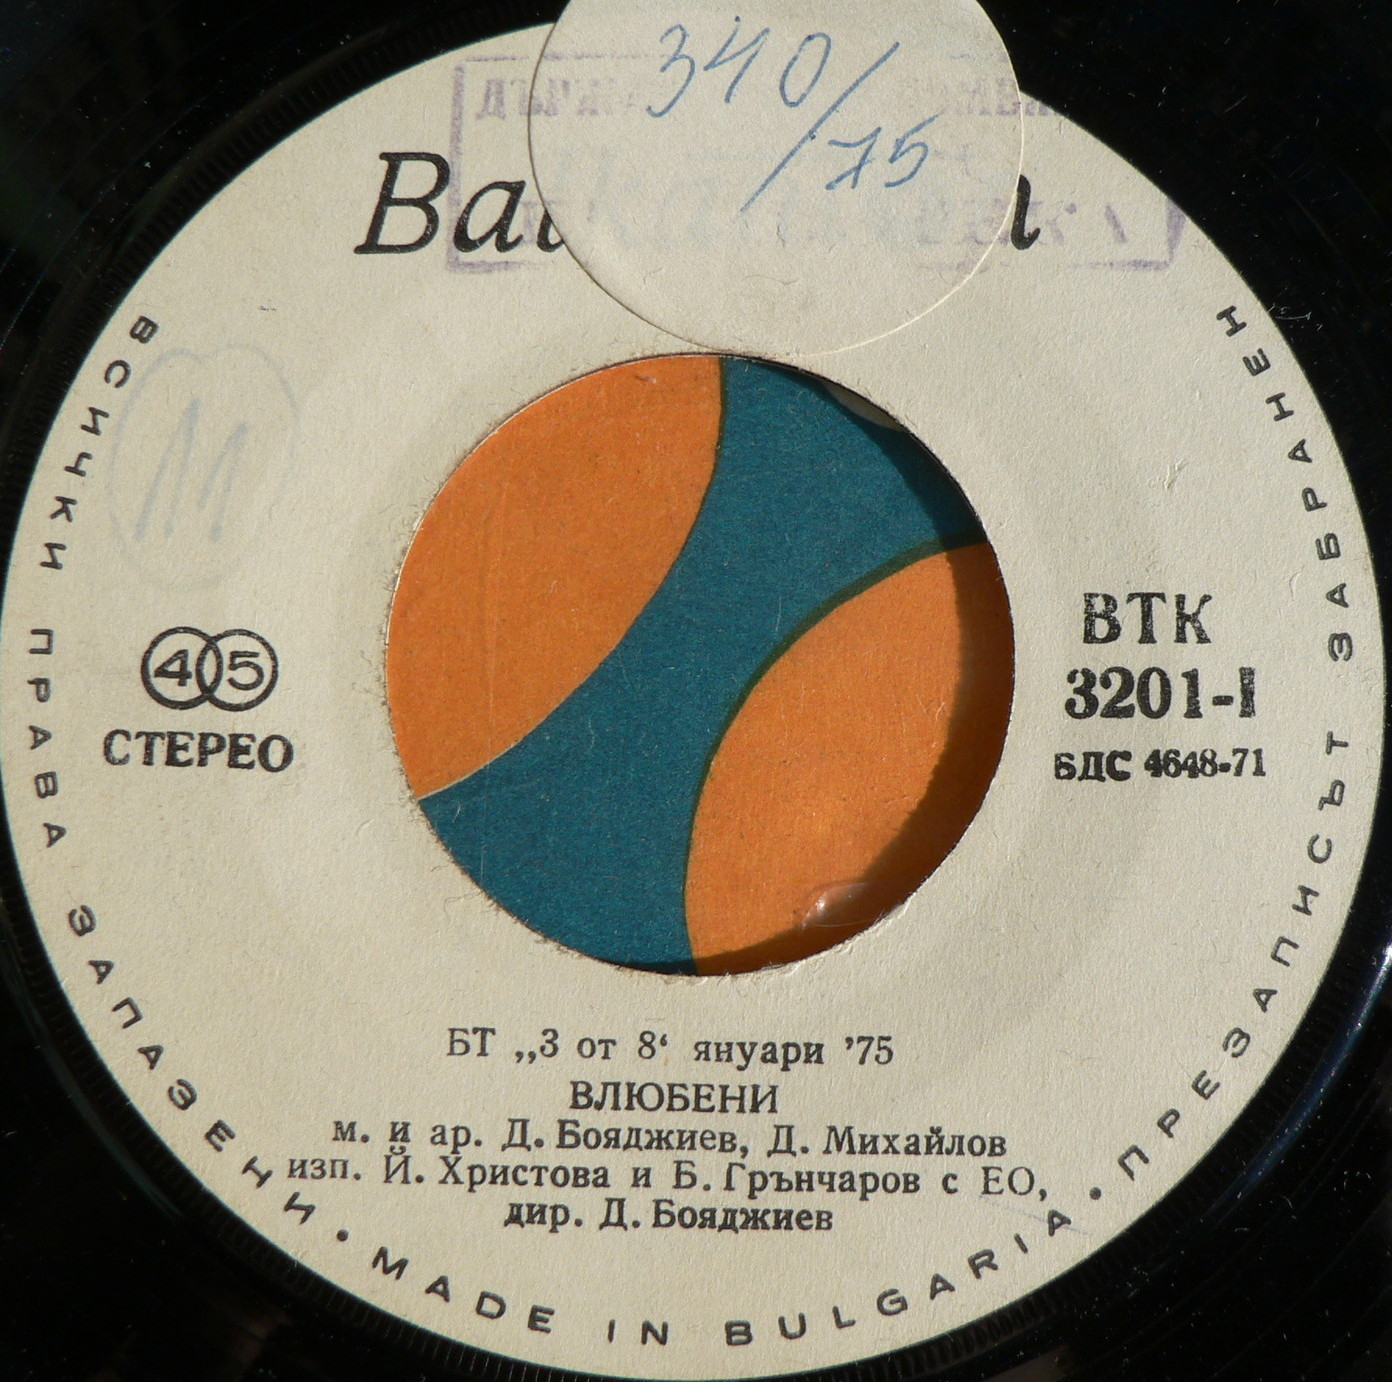 340/75
ВСИЧКИ ПРАВА ЗАПАЗЕНИ • MADE IN BULGARIA • ПРЕЗАПИСЪТ ЗАБРАНЕН
45
СТЕРЕО
ВТК
3201-I
БДС 4648-71
БТ „3 от 8‘ януари ’75
ВЛЮБЕНИ
м. и ар. Д. Бояджиев, Д. Михайлов
изп. Й. Христова и Б. Грънчаров с ЕО,
дир. Д. Бояджиев